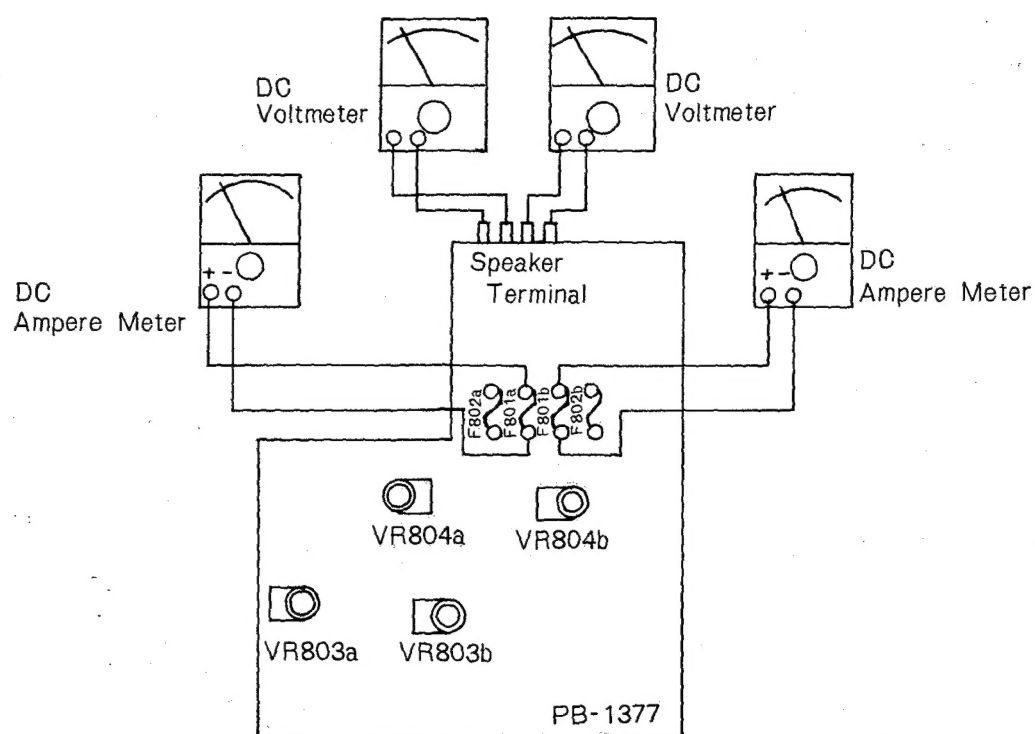 DC
Voltmeter
DC
Voltmeter
+ -
DC
Ampere Meter
+ -
DC
Ampere Meter
Speaker
Terminal
F802a
F801a
F801b
F802b
VR804a
VR804b
VR803a
VR803b
PB-1377